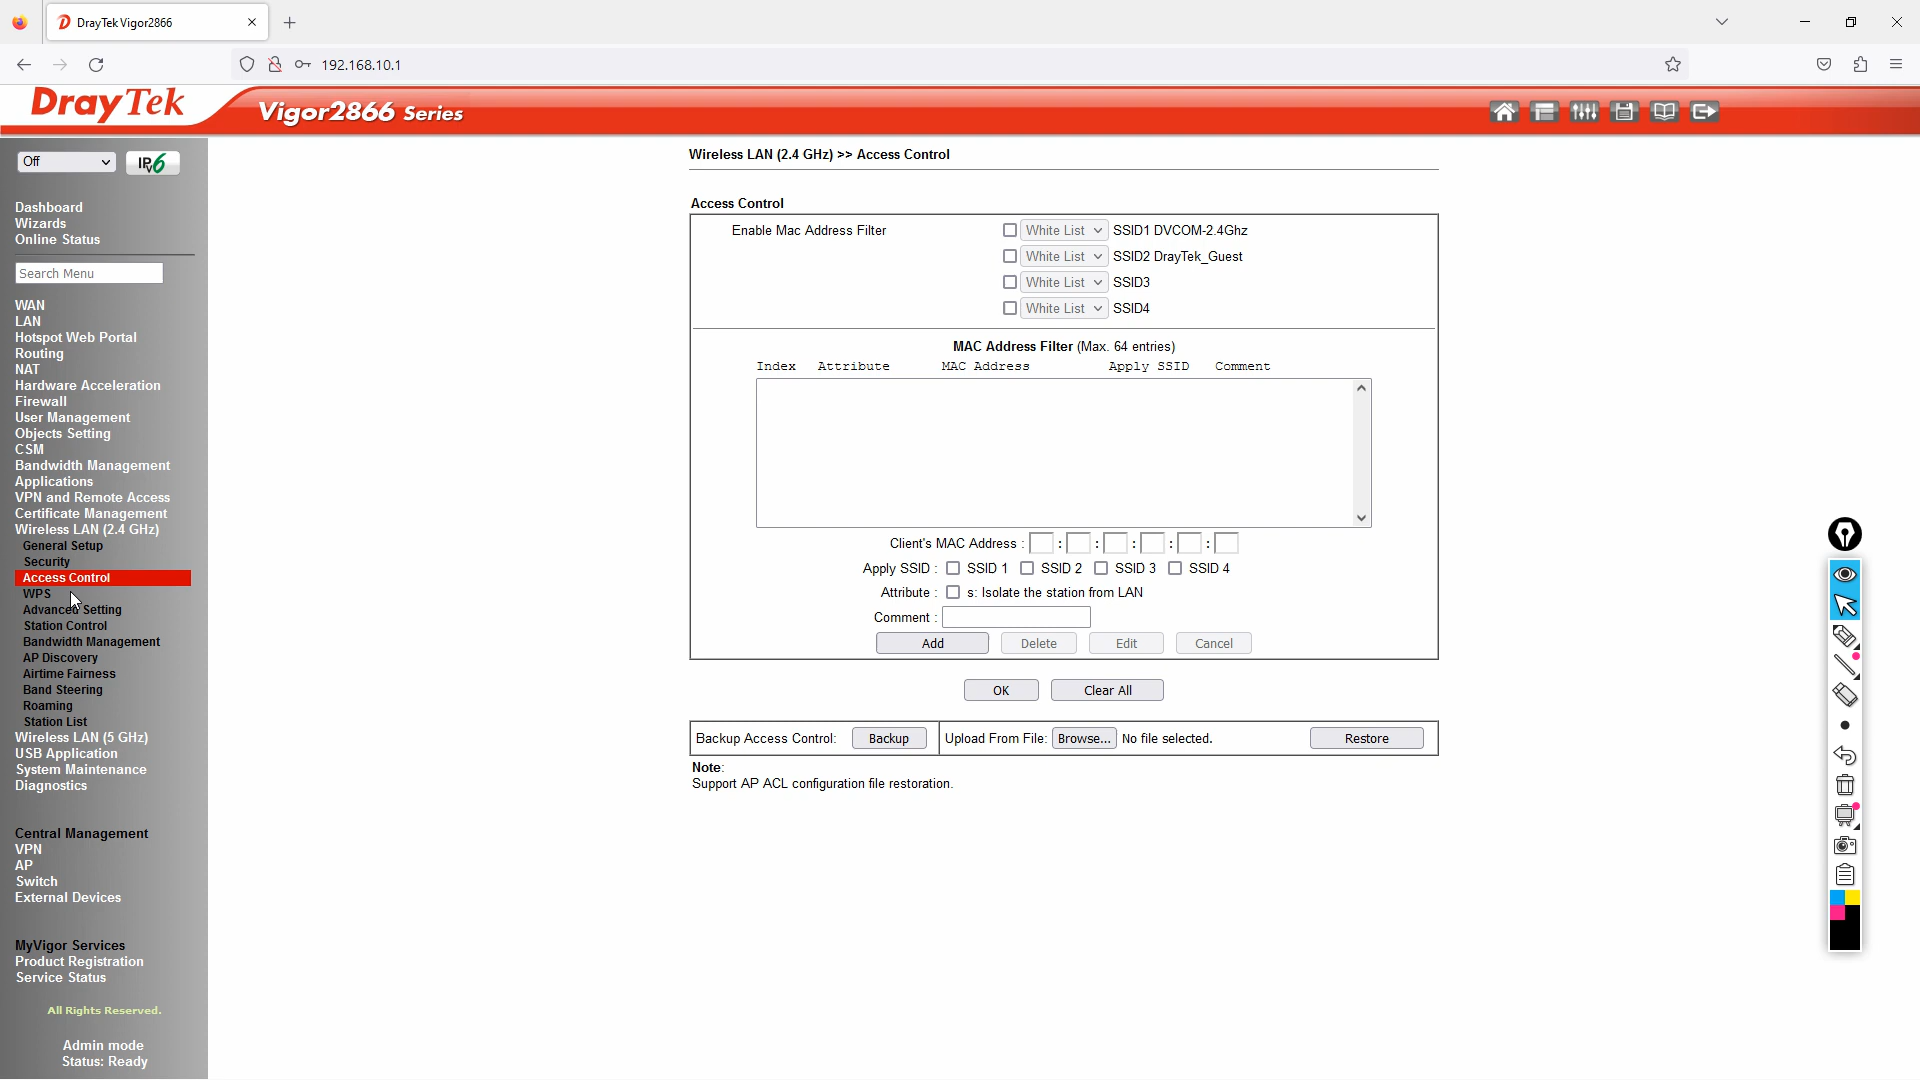 DrayTek Vigor2866
192.168.10.1
DrayTek
Vigor2866 Series
Off
IPv6
Dashboard
Wizards
Online Status
Search Menu
WAN
LAN
Hotspot Web Portal
Routing
NAT
Hardware Acceleration
Firewall
User Management
Objects Setting
CSM
Bandwidth Management
Applications
VPN and Remote Access
Certificate Management
Wireless LAN (2.4 GHz)
General Setup
Security
Access Control
WPS
Advanced Setting
Station Control
Bandwidth Management
AP Discovery
Airtime Fairness
Band Steering
Roaming
Station List
Wireless LAN (5 GHz)
USB Application
System Maintenance
Diagnostics
Central Management
VPN
AP
Switch
External Devices
MyVigor Services
Product Registration
Service Status
All Rights Reserved.
Admin mode
Status: Ready
Wireless LAN (2.4 GHz) >> Access Control
Access Control
Enable Mac Address Filter White List SSID1 DVCOM-2.4Ghz
White List SSID2 DrayTek_Guest
White List SSID3
White List SSID4
MAC Address Filter (Max. 64 entries)
Index Attribute MAC Address Apply SSID Comment
Client's MAC Address : : : : : :
Apply SSID : SSID 1 SSID 2 SSID 3 SSID 4
Attribute : s: Isolate the station from LAN
Comment :
Add Delete Edit Cancel
OK Clear All
Backup Access Control: Backup Upload From File: Browse... No file selected. Restore
Note:
Support AP ACL configuration file restoration.